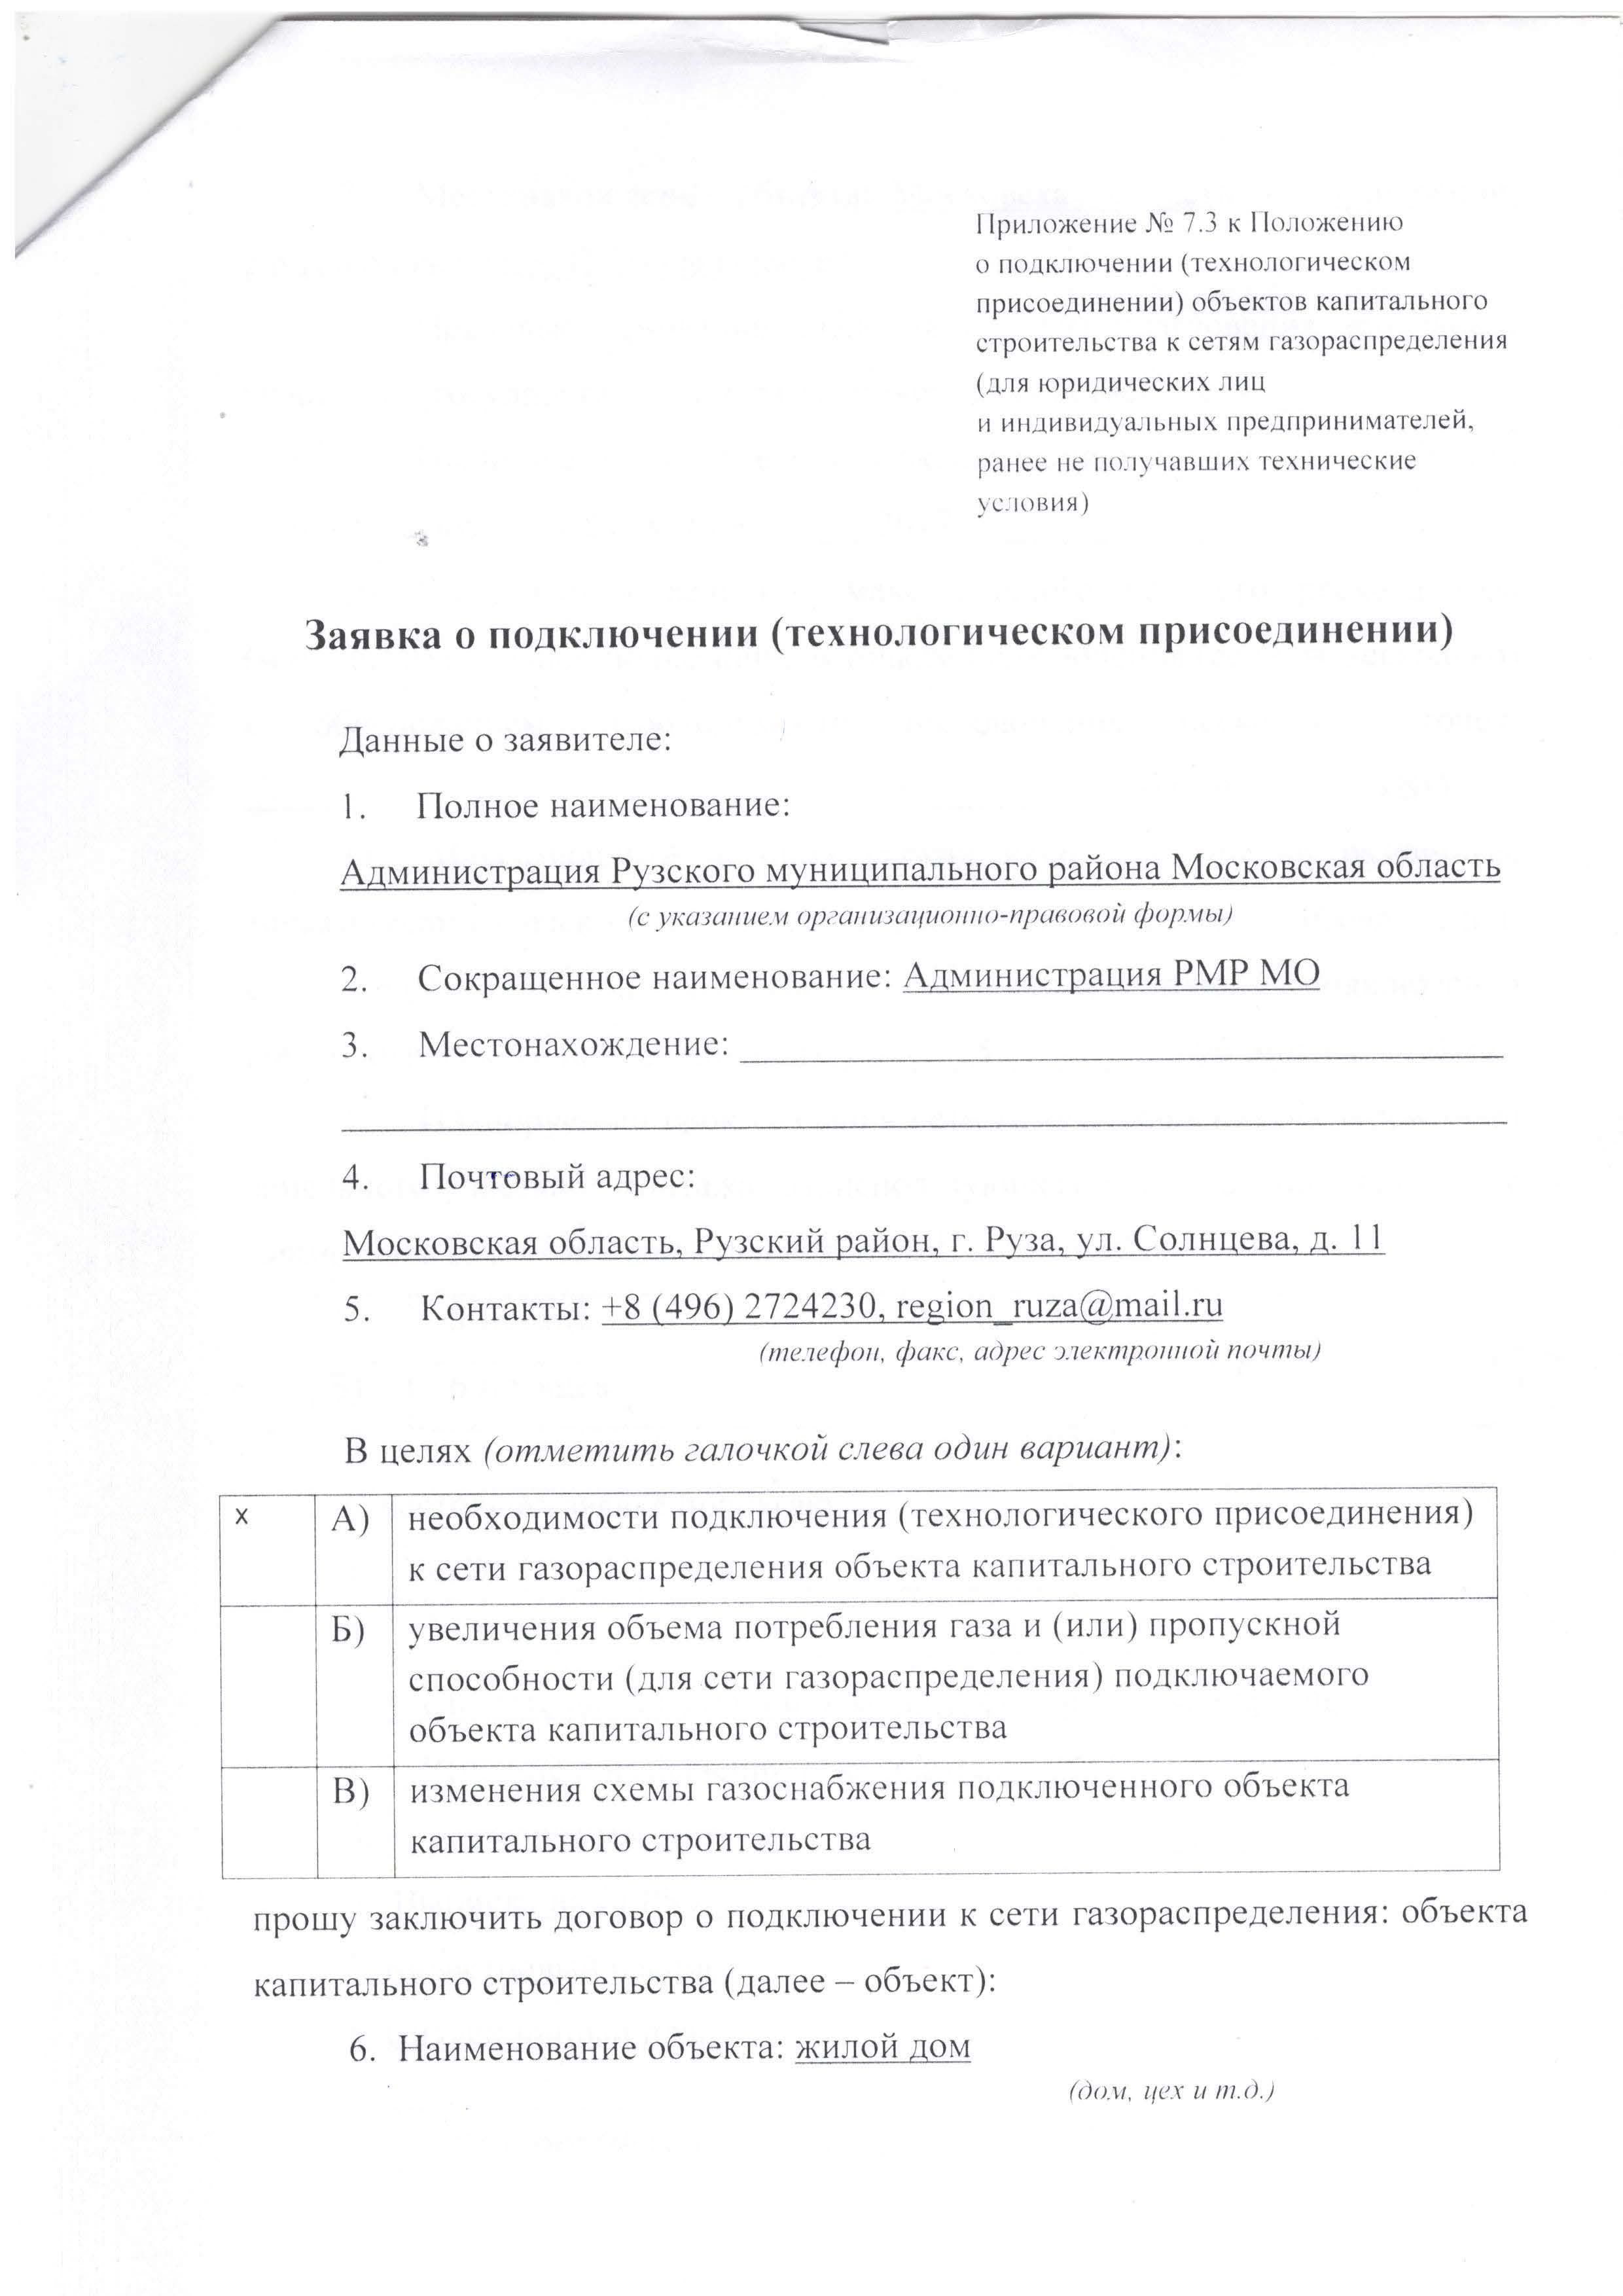 Приложение № 7.3 к Положению
о подключении (технологическом
присоединении) объектов капитального
строительства к сетям газораспределения
(для юридических лиц
и индивидуальных предпринимателей,
ранее не получавших технические
условия)
Заявка о подключении (технологическом присоединении)
Данные о заявителе:
1. Полное наименование:
Администрация Рузского муниципального района Московская область
(с указанием организационно-правовой формы)
2. Сокращенное наименование: Администрация РМР МО
3. Местонахождение:
4. Почтовый адрес:
Московская область, Рузский район, г. Руза, ул. Солнцева, д. 11
5. Контакты: +8 (496) 2724230, region_ruza@mail.ru
(телефон, факс, адрес электронной почты)
В целях (отметить галочкой слева один вариант):
x А) необходимости подключения (технологического присоединения)
к сети газораспределения объекта капитального строительства
Б) увеличения объема потребления газа и (или) пропускной
способности (для сети газораспределения) подключаемого
объекта капитального строительства
В) изменения схемы газоснабжения подключенного объекта
капитального строительства
прошу заключить договор о подключении к сети газораспределения: объекта
капитального строительства (далее – объект):
6. Наименование объекта: жилой дом
(дом, цех и т.д.)